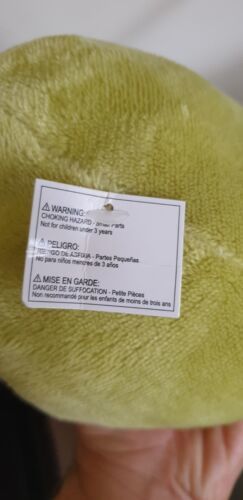 ⚠WARNING:
CHOKING HAZARD - Small Parts
Not for children under 3 years
⚠PELIGRO:
DE ASFIXIA - Partes Pequeñas
No para niños menores de 3 años
⚠MISE EN GARDE:
DANGER DE SUFFOCATION - Petite Pièces
Non recommandé pour les enfants de moins de trois ans